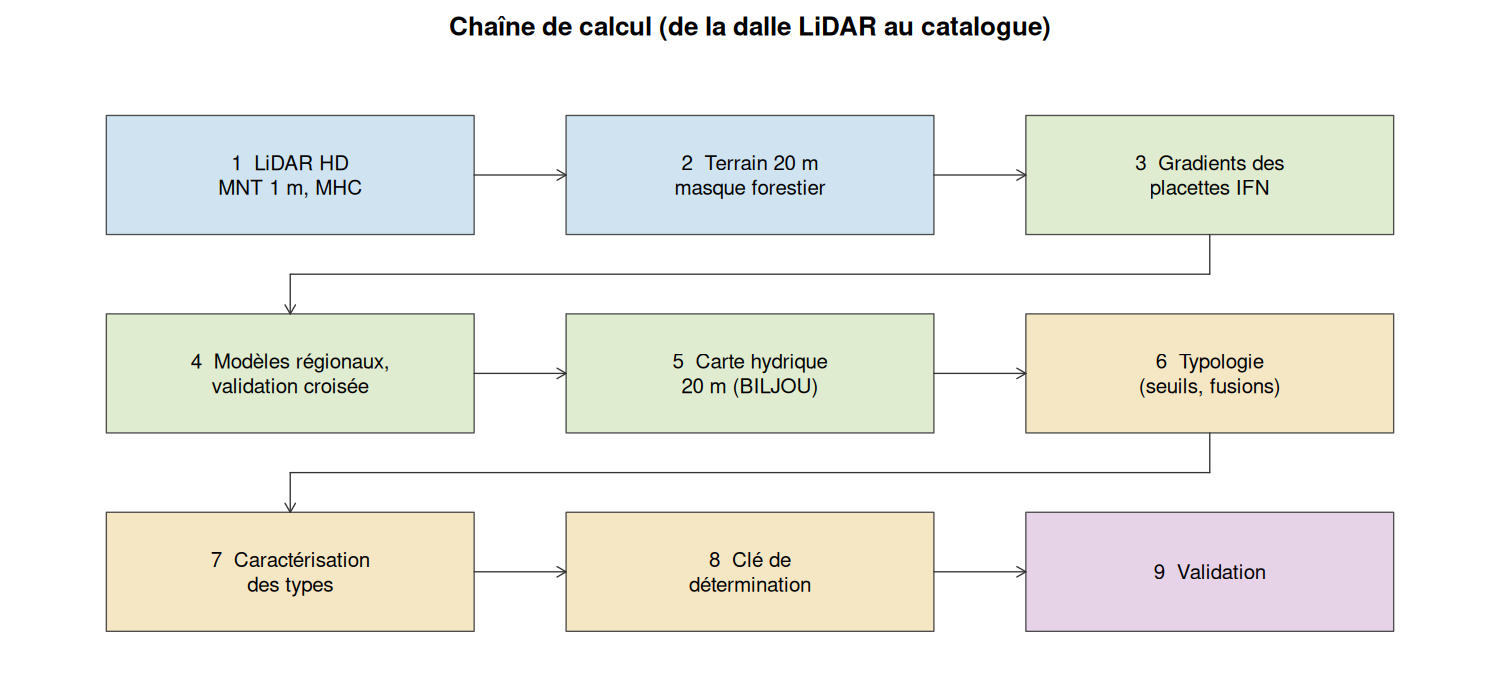 Chaîne de calcul (de la dalle LiDAR au catalogue)
1 LiDAR HD
MNT 1 m, MHC
2 Terrain 20 m
masque forestier
3 Gradients des
placettes IFN
4 Modèles régionaux,
validation croisée
5 Carte hydrique
20 m (BILJOU)
6 Typologie
(seuils, fusions)
7 Caractérisation
des types
8 Clé de
détermination
9 Validation